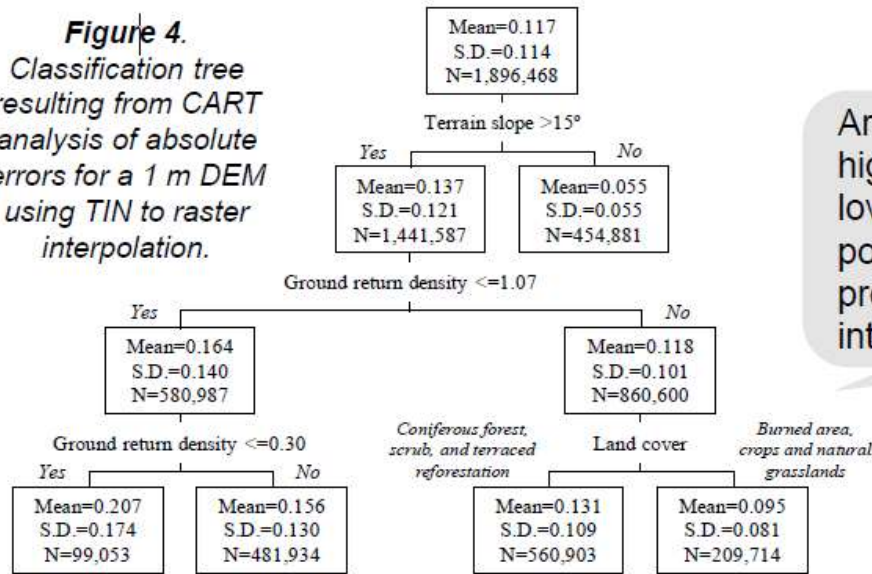 Figure 4.
Classification tree
resulting from CART
analysis of absolute
errors for a 1 m DEM
using TIN to raster
interpolation.
Mean=0.117
S.D.=0.114
N=1,896,468
Terrain slope >15°
Yes
No
Mean=0.137
S.D.=0.121
N=1,441,587
Mean=0.055
S.D.=0.055
N=454,881
Ground return density <=1.07
Yes
No
Mean=0.164
S.D.=0.140
N=580,987
Mean=0.118
S.D.=0.101
N=860,600
Ground return density <=0.30
Yes
No
Coniferous forest,
scrub, and terraced
reforestation
Land cover
Burned area,
crops and natural
grasslands
Mean=0.207
S.D.=0.174
N=99,053
Mean=0.156
S.D.=0.130
N=481,934
Mean=0.131
S.D.=0.109
N=560,903
Mean=0.095
S.D.=0.081
N=209,714